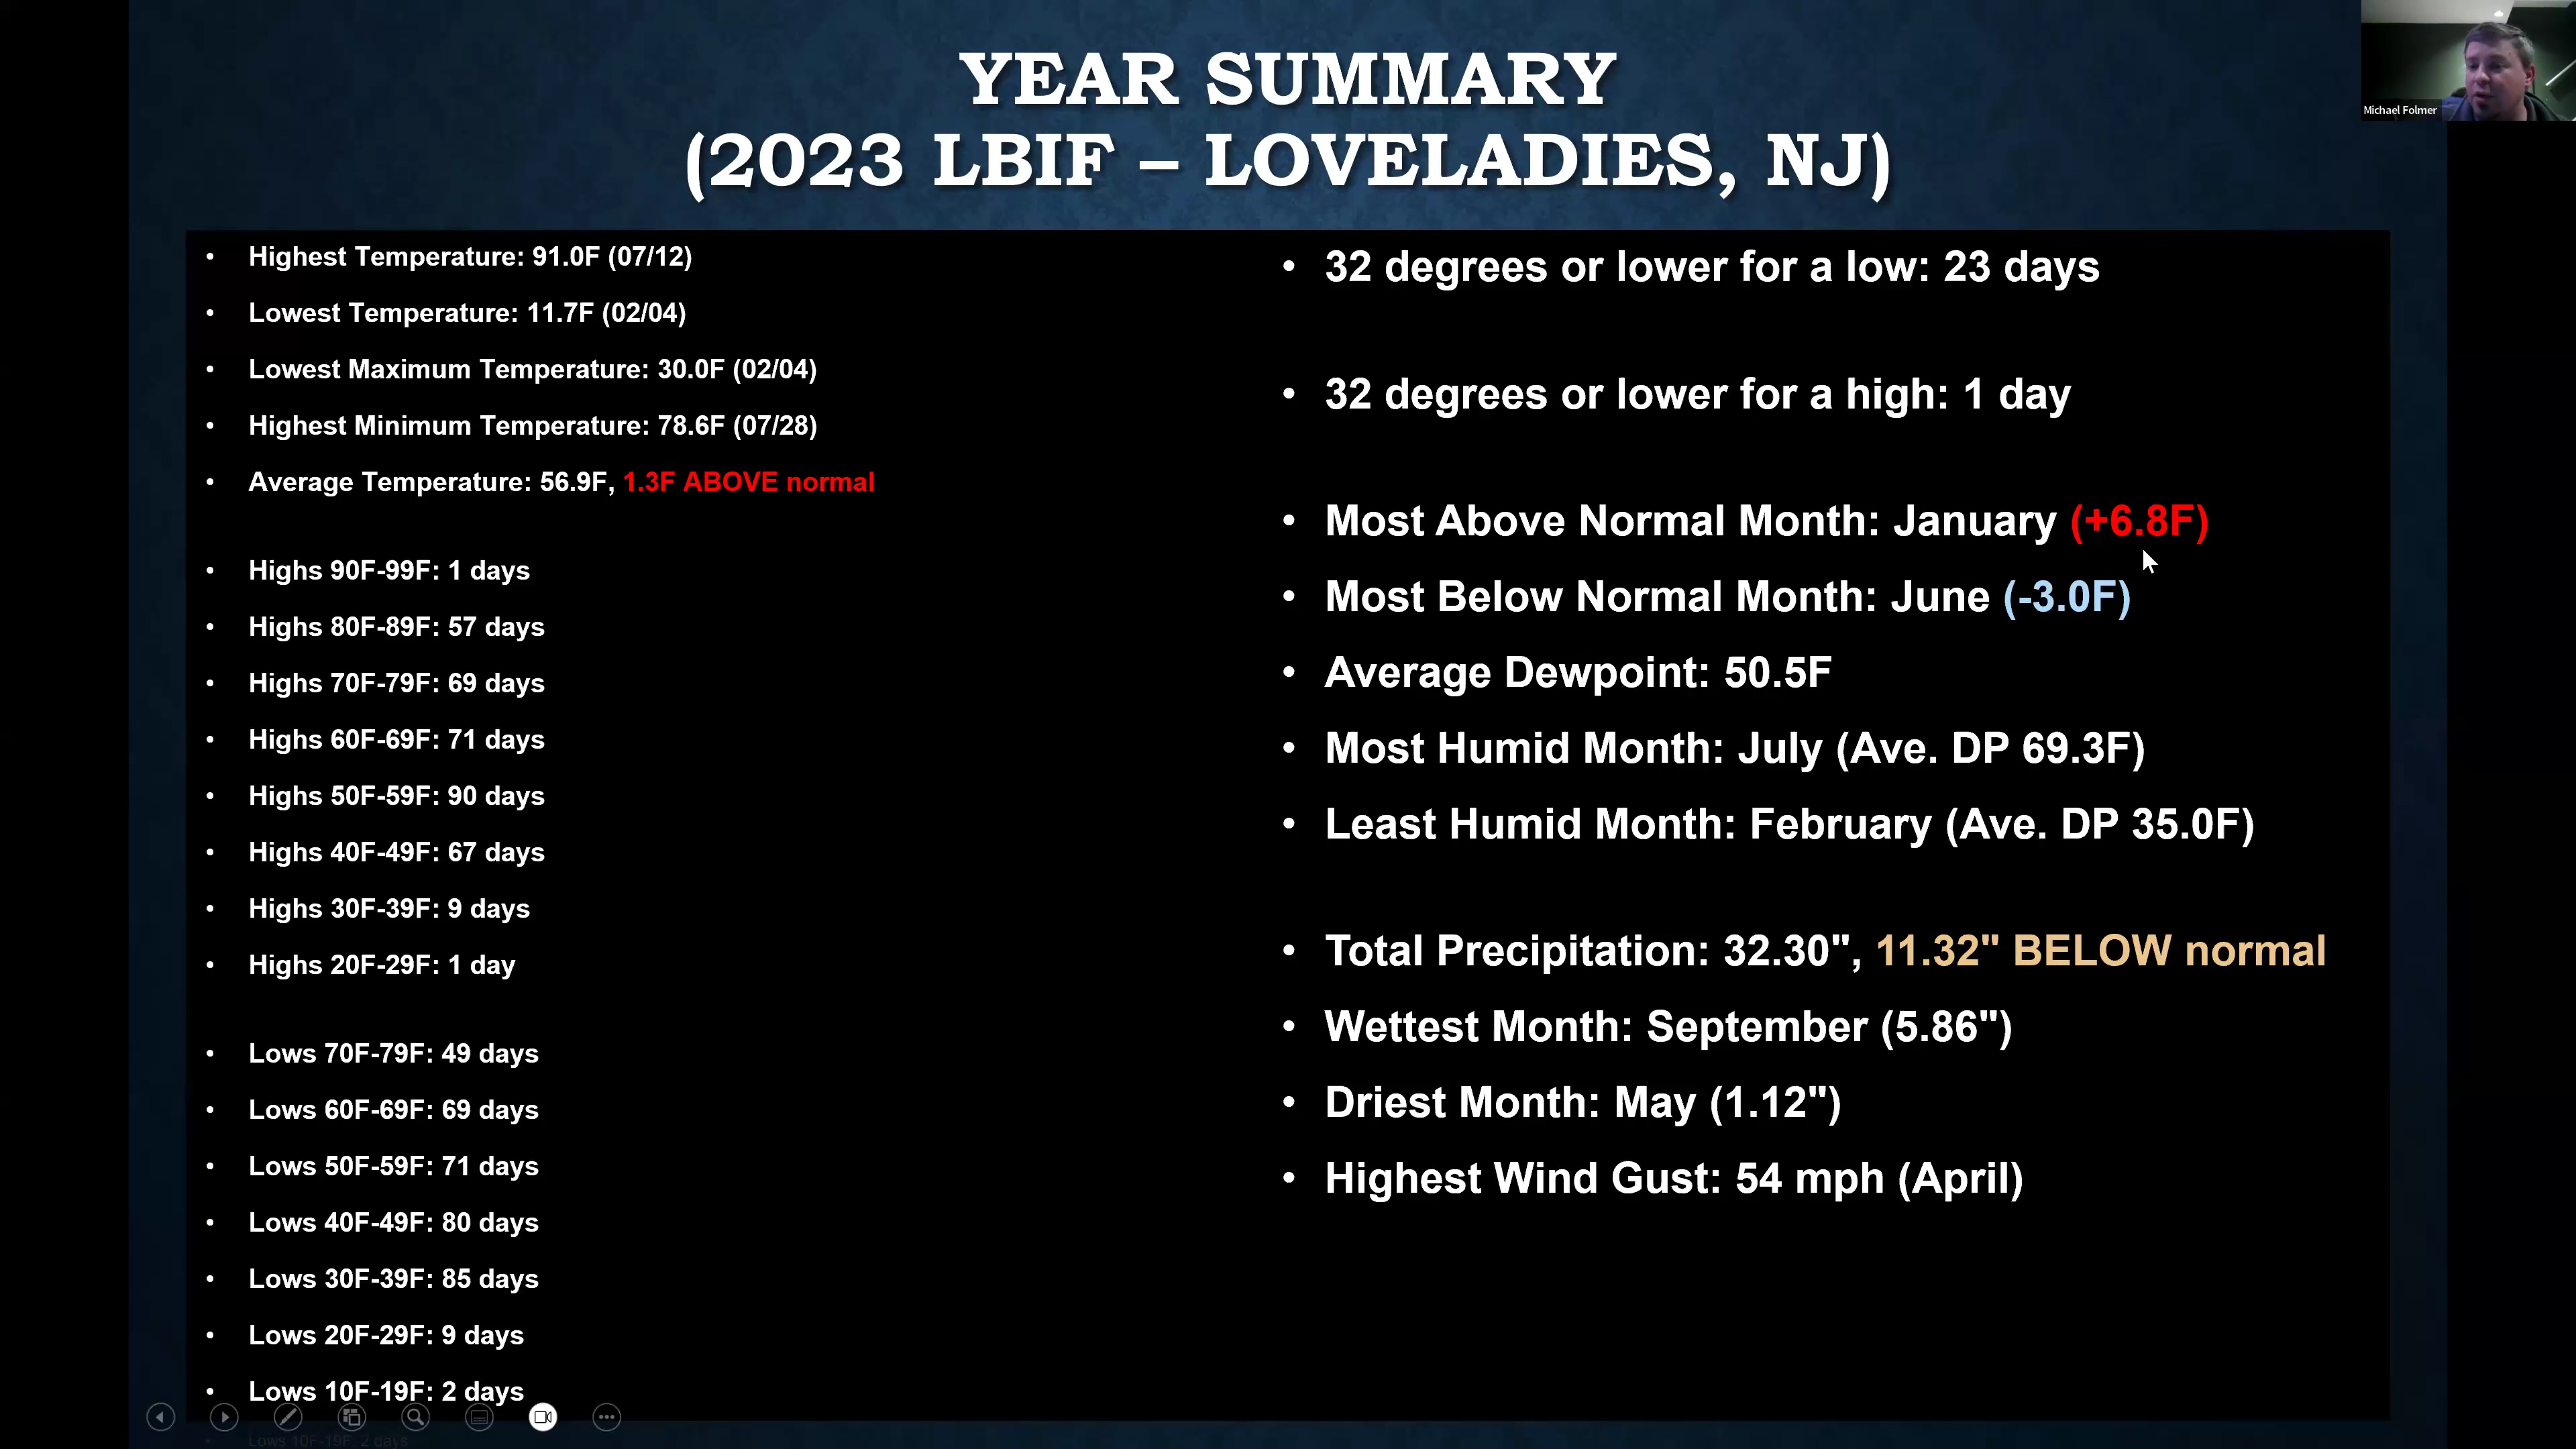 YEAR SUMMARY
(2023 LBIF – LOVELADIES, NJ)
Michael Folmer
• Highest Temperature: 91.0F (07/12)
• Lowest Temperature: 11.7F (02/04)
• Lowest Maximum Temperature: 30.0F (02/04)
• Highest Minimum Temperature: 78.6F (07/28)
• Average Temperature: 56.9F, 1.3F ABOVE normal
• Highs 90F-99F: 1 days
• Highs 80F-89F: 57 days
• Highs 70F-79F: 69 days
• Highs 60F-69F: 71 days
• Highs 50F-59F: 90 days
• Highs 40F-49F: 67 days
• Highs 30F-39F: 9 days
• Highs 20F-29F: 1 day
• Lows 70F-79F: 49 days
• Lows 60F-69F: 69 days
• Lows 50F-59F: 71 days
• Lows 40F-49F: 80 days
• Lows 30F-39F: 85 days
• Lows 20F-29F: 9 days
• Lows 10F-19F: 2 days
• Lows 10F-19F: 2 days
• 32 degrees or lower for a low: 23 days
• 32 degrees or lower for a high: 1 day
• Most Above Normal Month: January (+6.8F)
• Most Below Normal Month: June (-3.0F)
• Average Dewpoint: 50.5F
• Most Humid Month: July (Ave. DP 69.3F)
• Least Humid Month: February (Ave. DP 35.0F)
• Total Precipitation: 32.30", 11.32" BELOW normal
• Wettest Month: September (5.86")
• Driest Month: May (1.12")
• Highest Wind Gust: 54 mph (April)